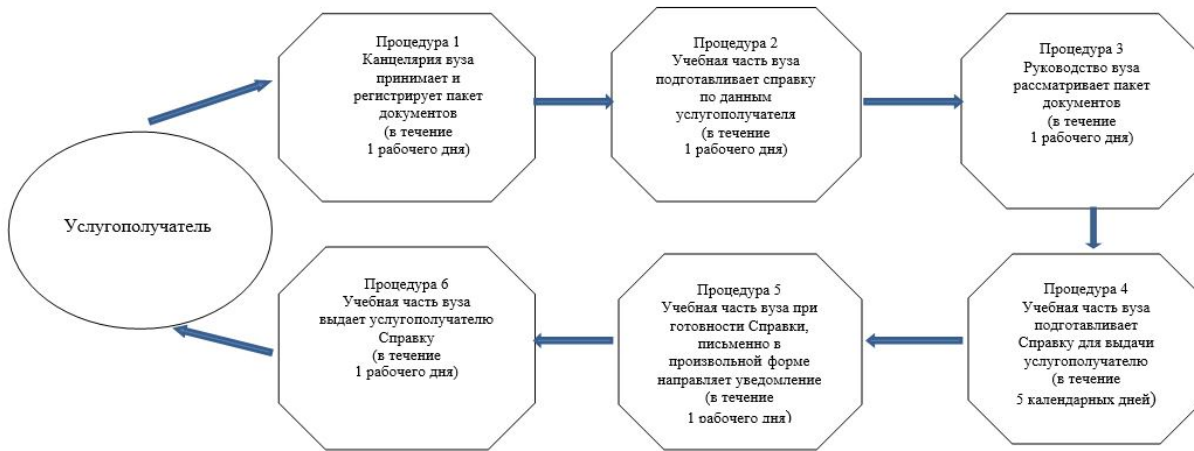 Услугополучатель
Процедура 1
Канцелярия вуза
принимает и
регистрирует пакет
документов
(в течение
1 рабочего дня)
Процедура 2
Учебная часть вуза
подготавливает справку
по данным
услугополучателя
(в течение
1 рабочего дня)
Процедура 3
Руководство вуза
рассматривает пакет
документов
(в течение
1 рабочего дня)
Процедура 4
Учебная часть вуза
подготавливает
Справку для выдачи
услугополучателю
(в течение
5 календарных дней)
Процедура 5
Учебная часть вуза при
готовности Справки,
письменно в
произвольной форме
направляет уведомление
(в течение
1 рабочего дня)
Процедура 6
Учебная часть вуза
выдает услугополучателю
Справку
(в течение
1 рабочего дня)